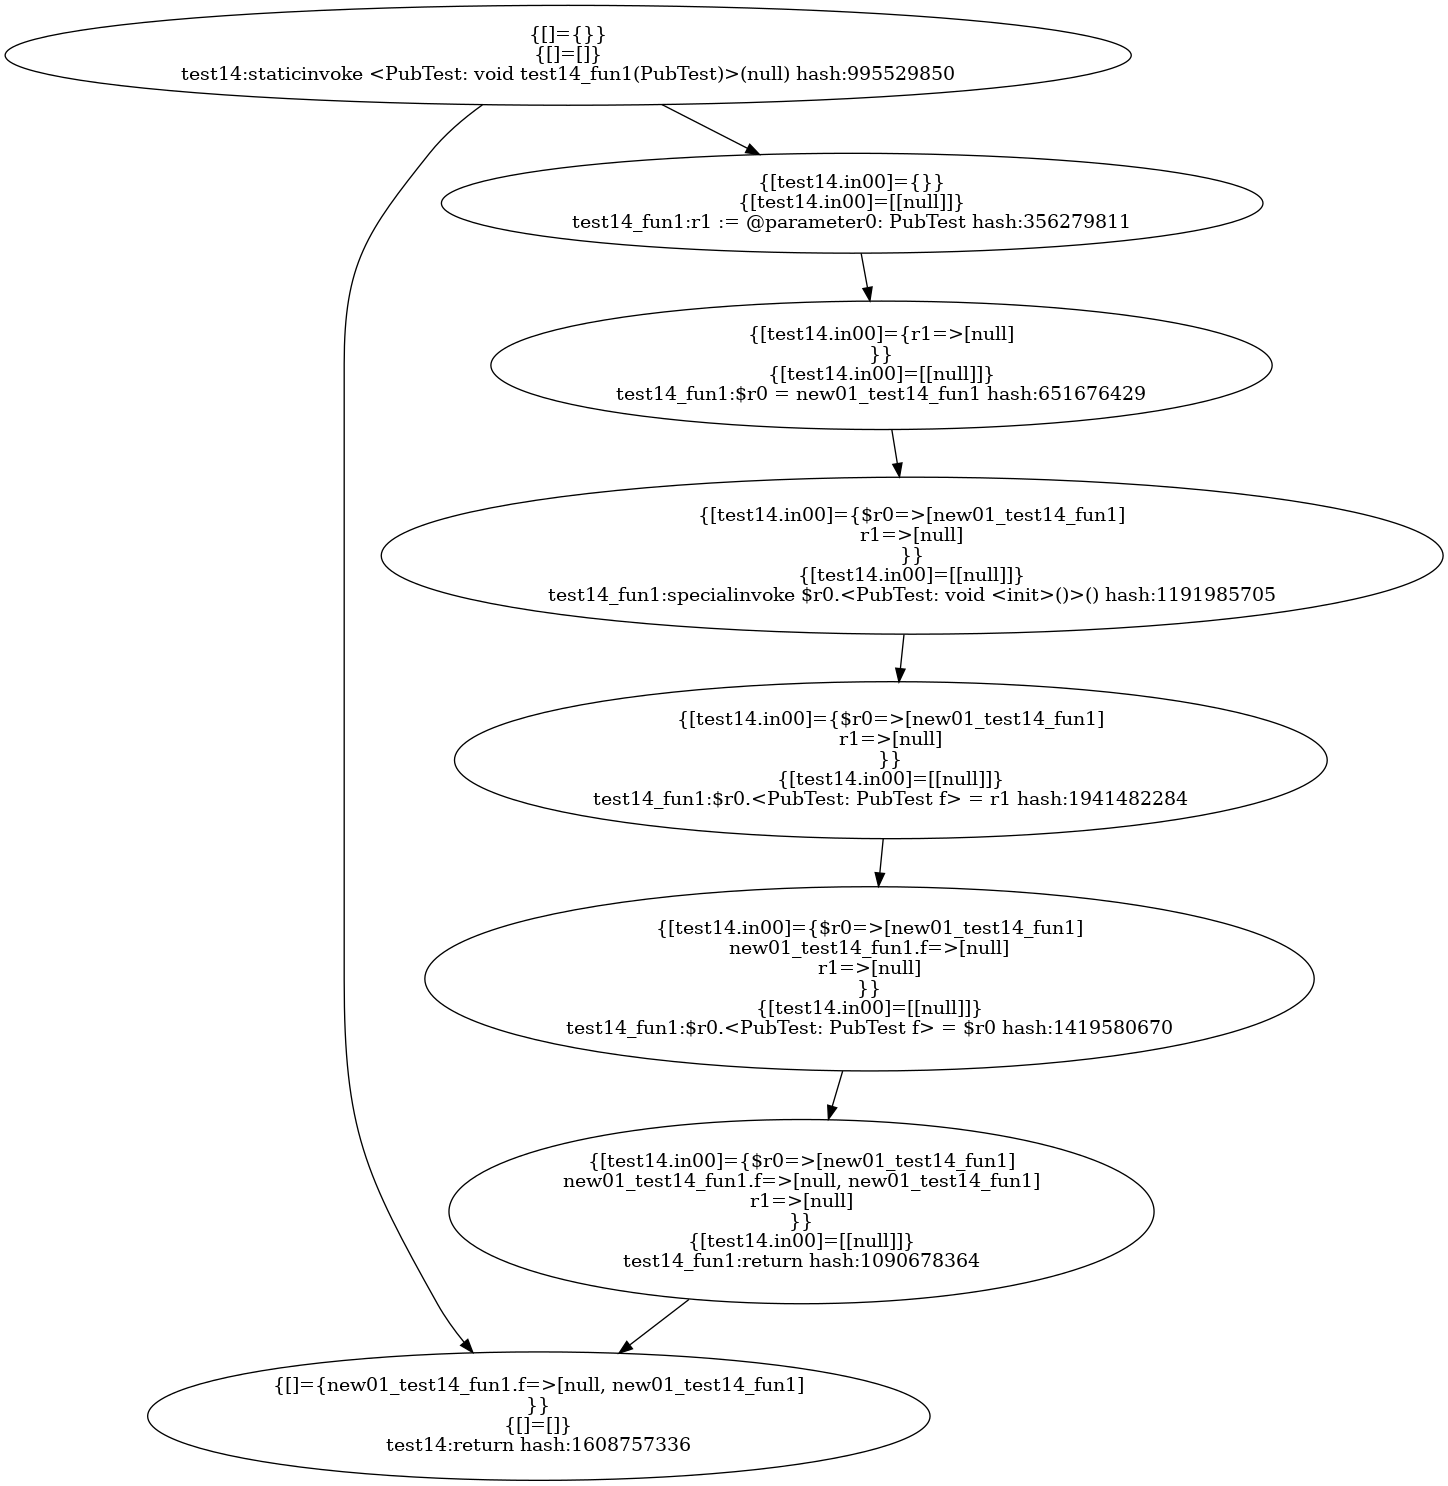 {[]={}}
{[]=[]}
test14:staticinvoke <PubTest: void test14_fun1(PubTest)>(null) hash:995529850
{[test14.in00]={}}
{[test14.in00]=[[null]]}
test14_fun1:r1 := @parameter0: PubTest hash:356279811
{[test14.in00]={r1=>[null]
}}
{[test14.in00]=[[null]]}
test14_fun1:$r0 = new01_test14_fun1 hash:651676429
{[test14.in00]={$r0=>[new01_test14_fun1]
r1=>[null]
}}
{[test14.in00]=[[null]]}
test14_fun1:specialinvoke $r0.<PubTest: void <init>()>() hash:1191985705
{[test14.in00]={$r0=>[new01_test14_fun1]
r1=>[null]
}}
{[test14.in00]=[[null]]}
test14_fun1:$r0.<PubTest: PubTest f> = r1 hash:1941482284
{[test14.in00]={$r0=>[new01_test14_fun1]
new01_test14_fun1.f=>[null]
r1=>[null]
}}
{[test14.in00]=[[null]]}
test14_fun1:$r0.<PubTest: PubTest f> = $r0 hash:1419580670
{[test14.in00]={$r0=>[new01_test14_fun1]
new01_test14_fun1.f=>[null, new01_test14_fun1]
r1=>[null]
}}
{[test14.in00]=[[null]]}
test14_fun1:return hash:1090678364
{[]={new01_test14_fun1.f=>[null, new01_test14_fun1]
}}
{[]=[]}
test14:return hash:1608757336